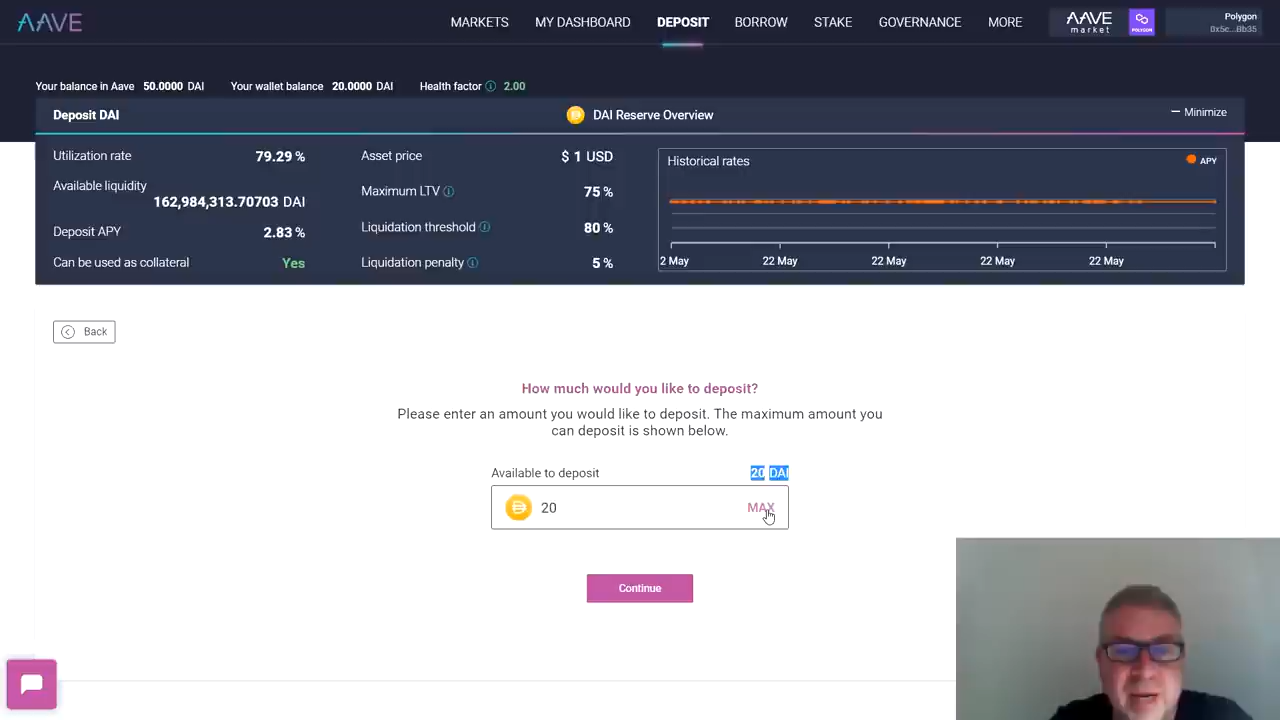 AAVE MARKETS MY DASHBOARD DEPOSIT BORROW STAKE GOVERNANCE MORE AAVE market POLYGON Polygon 0x5c...Bb35
Your balance in Aave 50.0000 DAI Your wallet balance 20.0000 DAI Health factor 2.00
Deposit DAI DAI Reserve Overview Minimize
Utilization rate 79.29 % Asset price $ 1 USD Historical rates APY
Available liquidity 162,984,313.70703 DAI Maximum LTV 75 %
Deposit APY 2.83 % Liquidation threshold 80 %
Can be used as collateral Yes Liquidation penalty 5 % 2 May 22 May 22 May 22 May 22 May
Back
How much would you like to deposit?
Please enter an amount you would like to deposit. The maximum amount you
can deposit is shown below.
Available to deposit 20 DAI
20 MAX
Continue